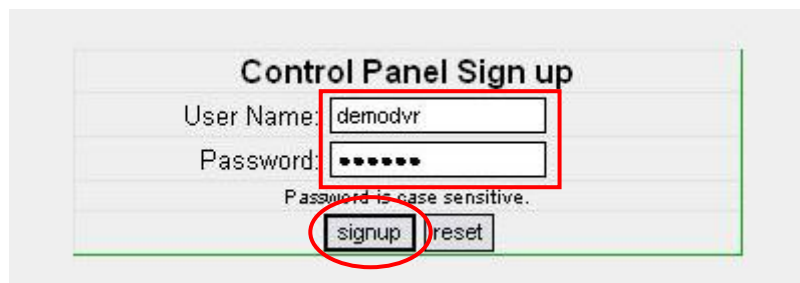 Control Panel Sign up
User Name: demodvr
Password: ••••••
Password is case sensitive.
signup reset